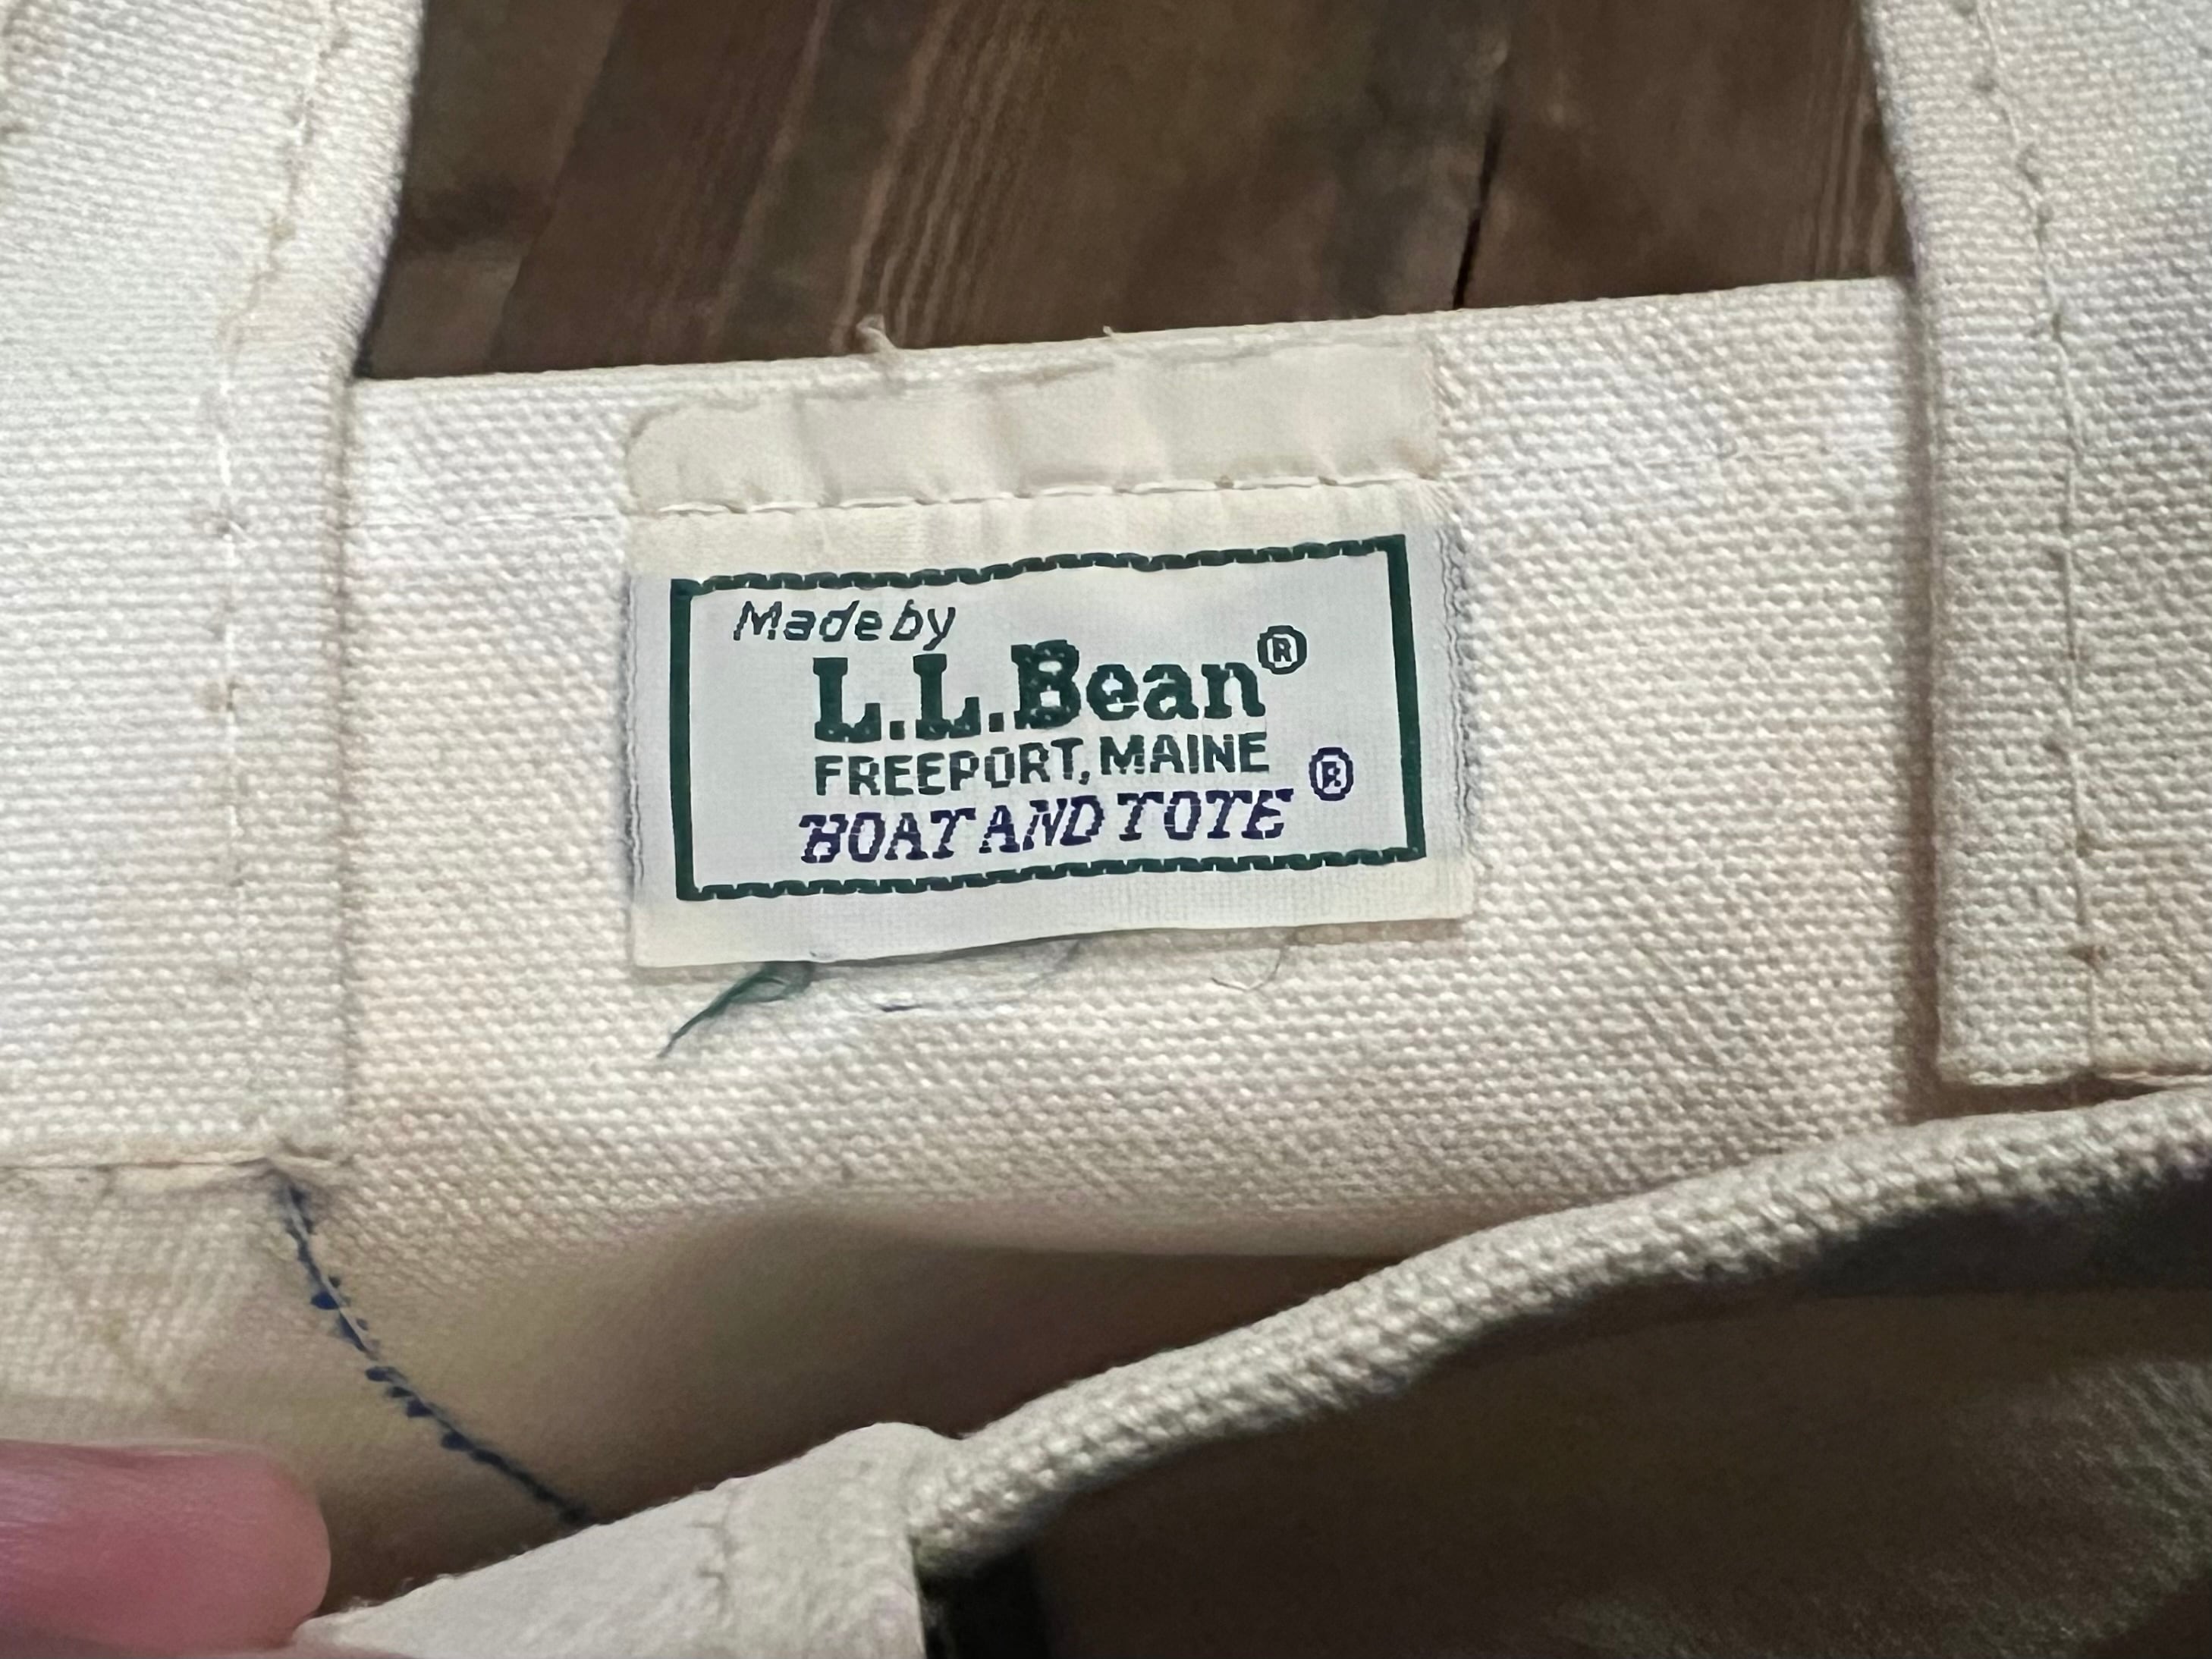 Made by
L.L.Bean®
FREEPORT, MAINE
BOAT AND TOTE®